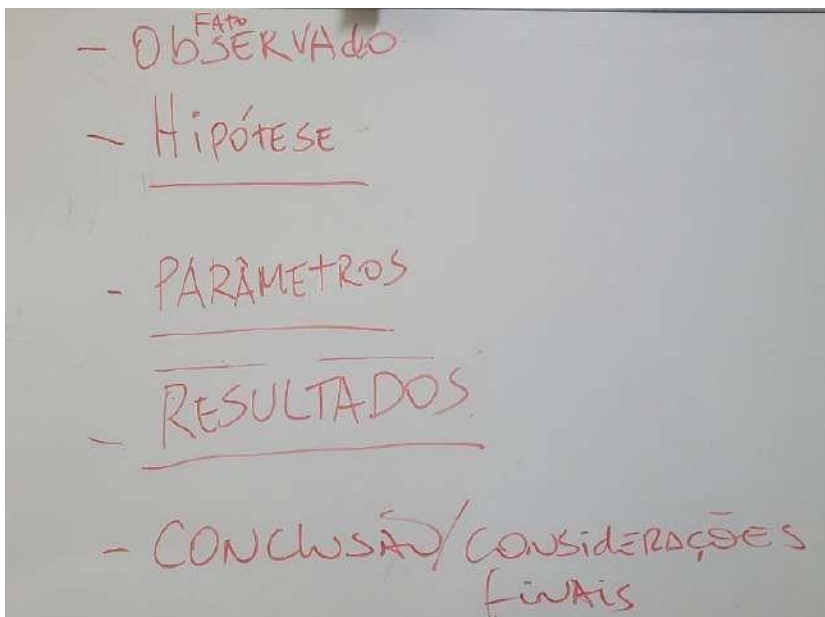 FATO
- ObSERVAdO
- HiPÓTESE
- PARÂMETROS
- RESULTADOS
- CONCLUSÃO/CONSidERAÇÕES
FiNAiS